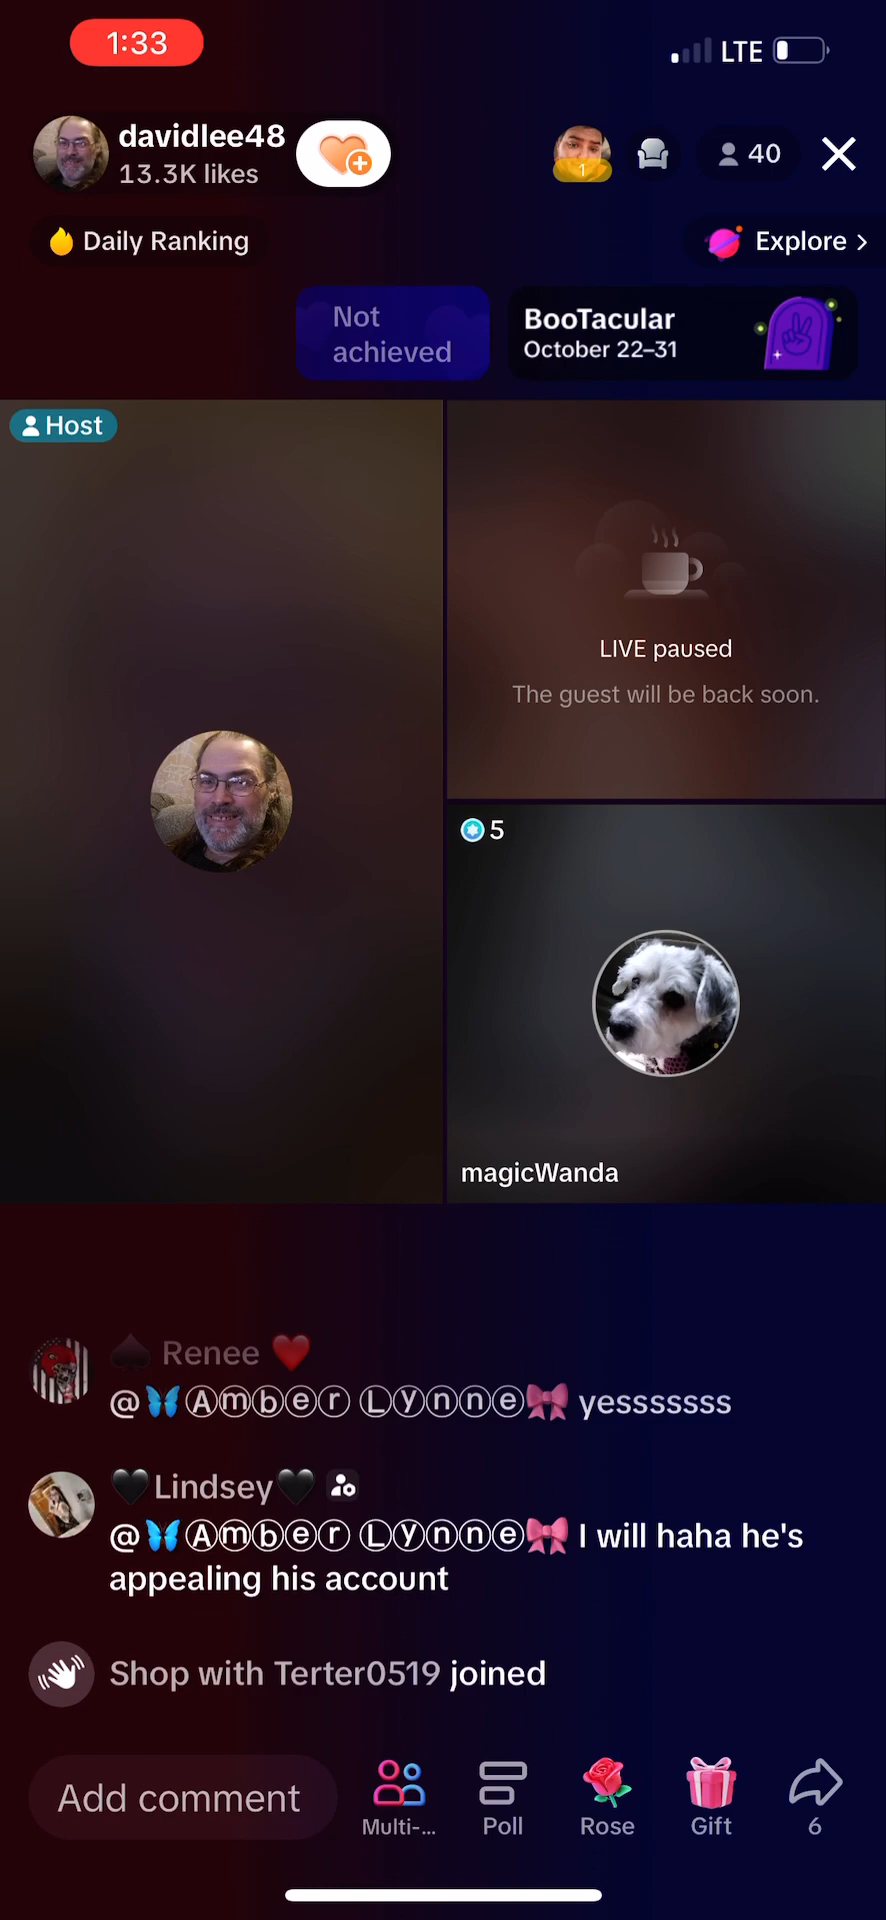 1:33
LTE
davidlee48
13.3K likes
1
40
Daily Ranking
Explore >
Not
achieved
BooTacular
October 22–31
Host
LIVE paused
The guest will be back soon.
5
magicWanda
♠️ Renee ❤️
@🦋Ⓐⓜⓑⓔⓡ Ⓛⓨⓝⓝⓔ🎀 yesssssss
🖤Lindsey🖤
@🦋Ⓐⓜⓑⓔⓡ Ⓛⓨⓝⓝⓔ🎀 I will haha he's
appealing his account
Shop with Terter0519 joined
Add comment
Multi-...
Poll
Rose
Gift
6